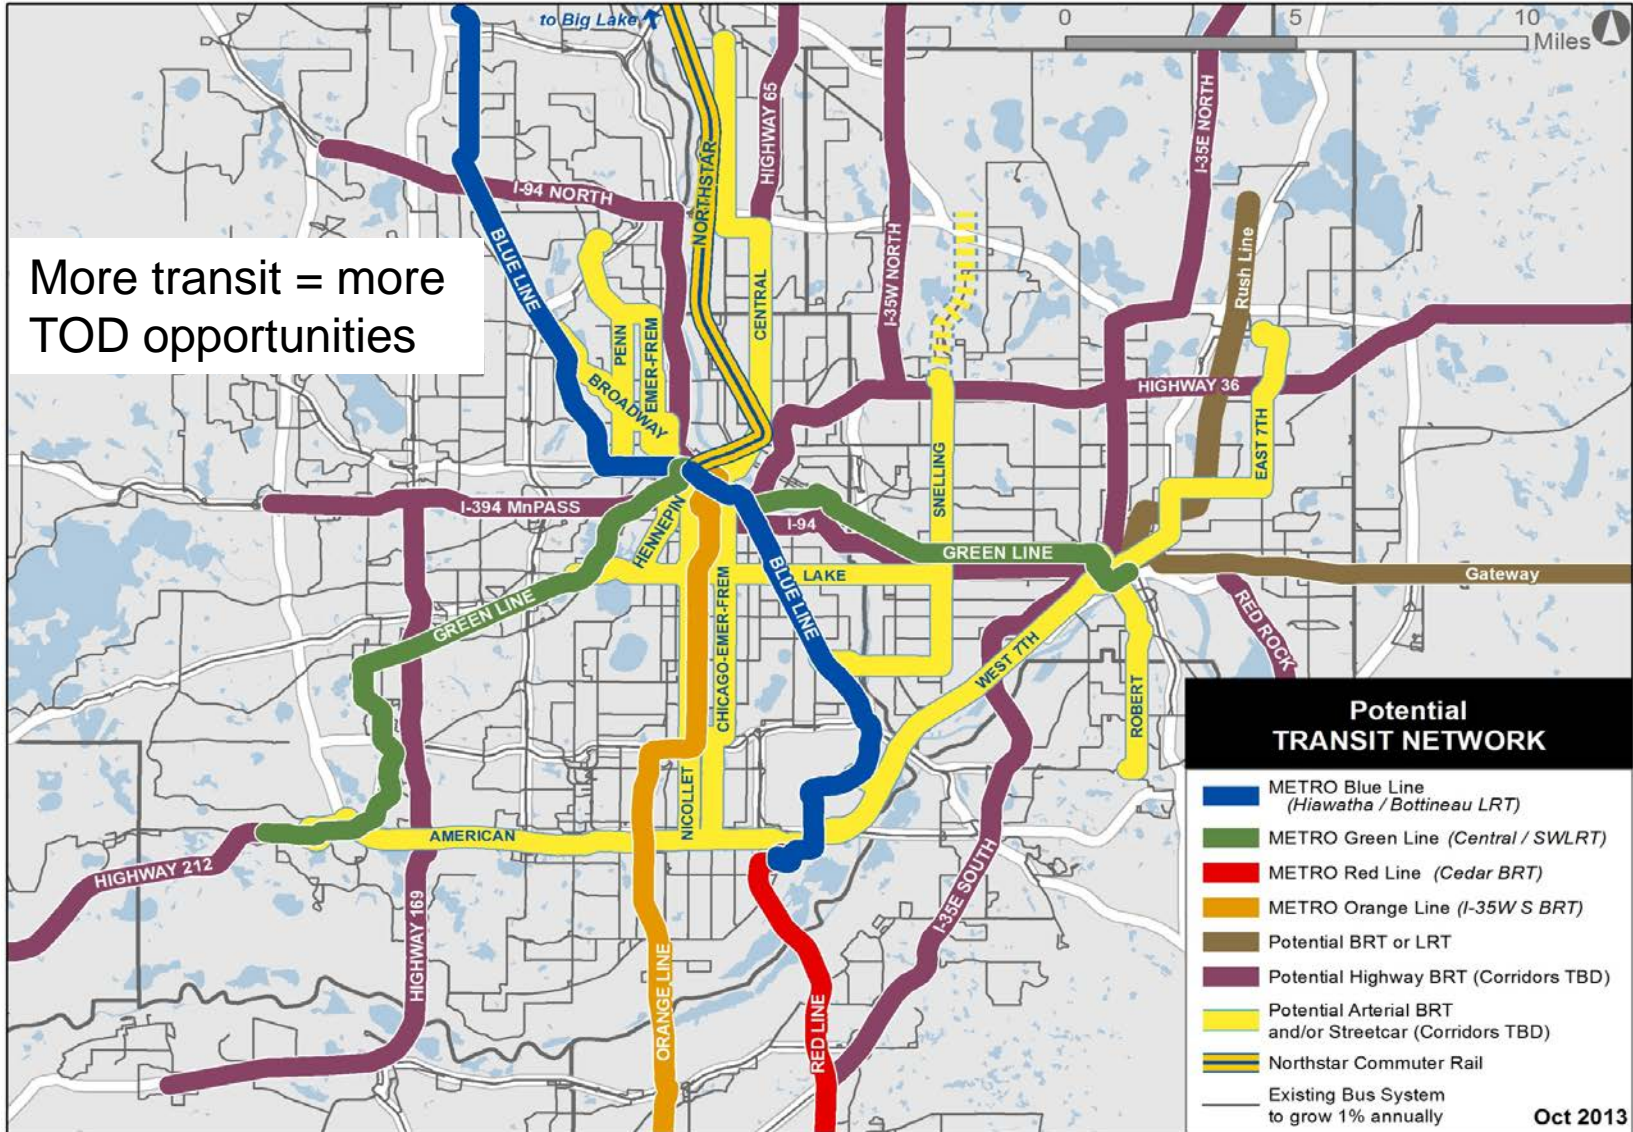 to Big Lake
0 5 10
Miles
HIGHWAY 65
I-35E NORTH
NORTHSTAR
I-94 NORTH
BLUE LINE
I-35W NORTH
Rush Line
More transit = more
TOD opportunities
CENTRAL
PENN
EMER-FREM
BROADWAY
HIGHWAY 36
EAST 7TH
SNELLING
I-394 MnPASS
HENNEPIN
I-94
GREEN LINE
LAKE
BLUE LINE
Gateway
GREEN LINE
CHICAGO-EMER-FREM
RED ROCK
WEST 7TH
ROBERT
NICOLLET
AMERICAN
HIGHWAY 212
HIGHWAY 169
I-35E SOUTH
ORANGE LINE
RED LINE
Potential
TRANSIT NETWORK
METRO Blue Line
(Hiawatha / Bottineau LRT)
METRO Green Line (Central / SWLRT)
METRO Red Line (Cedar BRT)
METRO Orange Line (I-35W S BRT)
Potential BRT or LRT
Potential Highway BRT (Corridors TBD)
Potential Arterial BRT
and/or Streetcar (Corridors TBD)
Northstar Commuter Rail
Existing Bus System
to grow 1% annually
Oct 2013